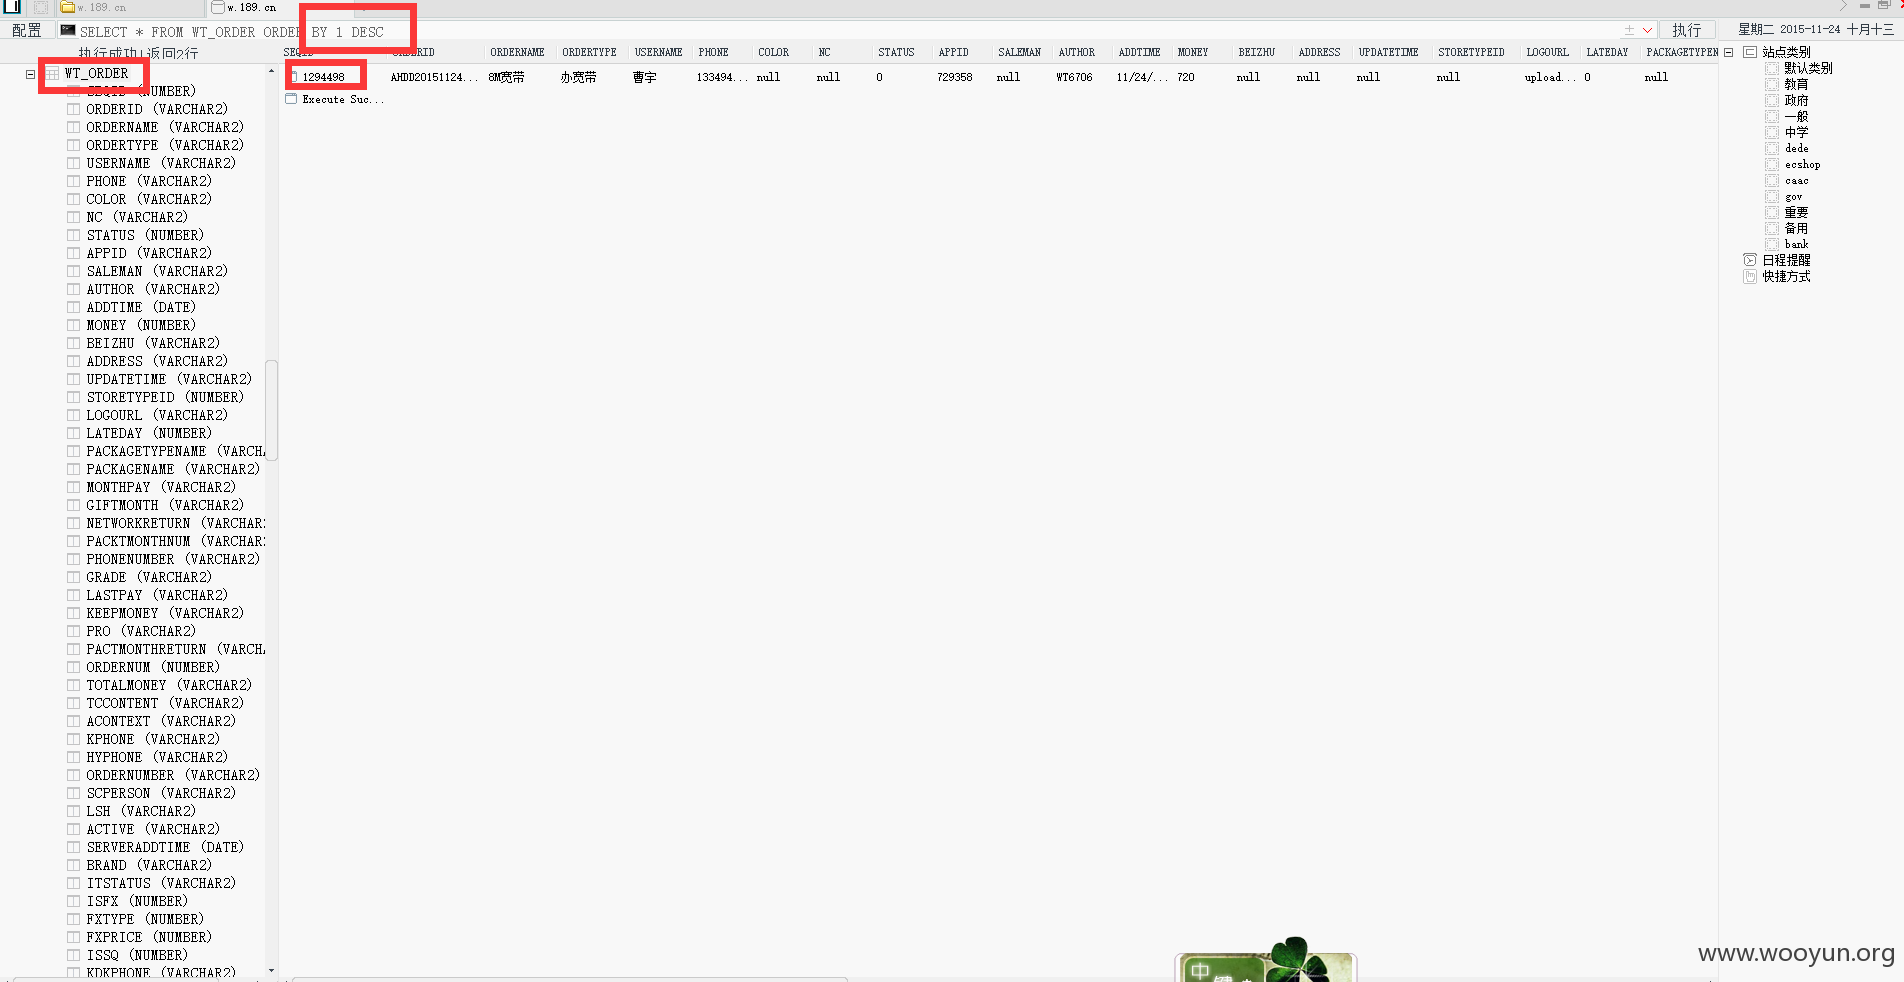 w.189.cn
w.189.cn
配置
SELECT * FROM WT_ORDER ORDER BY 1 DESC
执行
星期二 2015-11-24 十月十三
执行成功!返回2行
WT_ORDER
SEQID (NUMBER)
ORDERID (VARCHAR2)
ORDERNAME (VARCHAR2)
ORDERTYPE (VARCHAR2)
USERNAME (VARCHAR2)
PHONE (VARCHAR2)
COLOR (VARCHAR2)
NC (VARCHAR2)
STATUS (NUMBER)
APPID (VARCHAR2)
SALEMAN (VARCHAR2)
AUTHOR (VARCHAR2)
ADDTIME (DATE)
MONEY (NUMBER)
BEIZHU (VARCHAR2)
ADDRESS (VARCHAR2)
UPDATETIME (VARCHAR2)
STORETYPEID (NUMBER)
LOGOURL (VARCHAR2)
LATEDAY (NUMBER)
PACKAGETYPENAME (VARCHA
PACKAGENAME (VARCHAR2)
MONTHPAY (VARCHAR2)
GIFTMONTH (VARCHAR2)
NETWORKRETURN (VARCHAR2
PACKTMONTHNUM (VARCHAR2
PHONENUMBER (VARCHAR2)
GRADE (VARCHAR2)
LASTPAY (VARCHAR2)
KEEPMONEY (VARCHAR2)
PRO (VARCHAR2)
PACTMONTHRETURN (VARCHA
ORDERNUM (NUMBER)
TOTALMONEY (VARCHAR2)
TCCONTENT (VARCHAR2)
ACONTEXT (VARCHAR2)
KPHONE (VARCHAR2)
HYPHONE (VARCHAR2)
ORDERNUMBER (VARCHAR2)
SCPERSON (VARCHAR2)
LSH (VARCHAR2)
ACTIVE (VARCHAR2)
SERVERADDTIME (DATE)
BRAND (VARCHAR2)
ITSTATUS (VARCHAR2)
ISFX (NUMBER)
FXTYPE (NUMBER)
FXPRICE (NUMBER)
ISSQ (NUMBER)
KDKPHONE (VARCHAR2)
SEQID ORDERID ORDERNAME ORDERTYPE USERNAME PHONE COLOR NC STATUS APPID SALEMAN AUTHOR ADDTIME MONEY BEIZHU ADDRESS UPDATETIME STORETYPEID LOGOURL LATEDAY PACKAGETYPEN
1294498 AHDD20151124... 8M宽带 办宽带 曹宇 133494... null null 0 729358 null WT6706 11/24/... 720 null null null null upload... 0 null
Execute Suc...
站点类别
默认类别
教育
政府
一般
中学
dede
ecshop
caac
gov
重要
备用
bank
日程提醒
快捷方式
中
键
www.wooyun.org